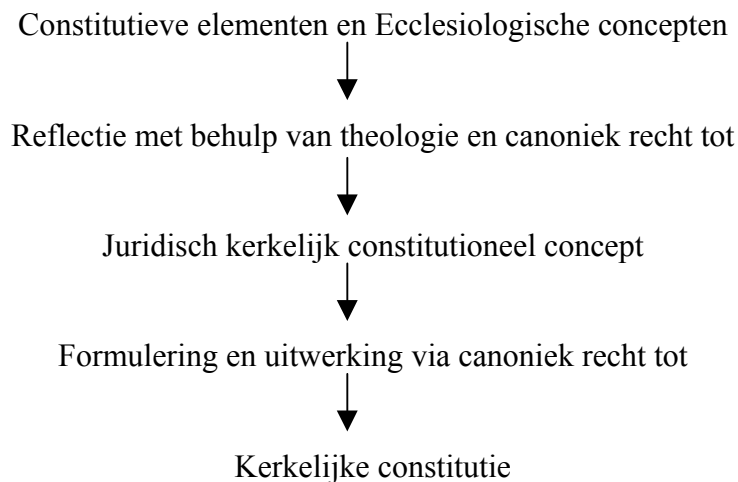 Constitutieve elementen en Ecclesiologische concepten
Reflectie met behulp van theologie en canoniek recht tot
Juridisch kerkelijk constitutioneel concept
Formulering en uitwerking via canoniek recht tot
Kerkelijke constitutie